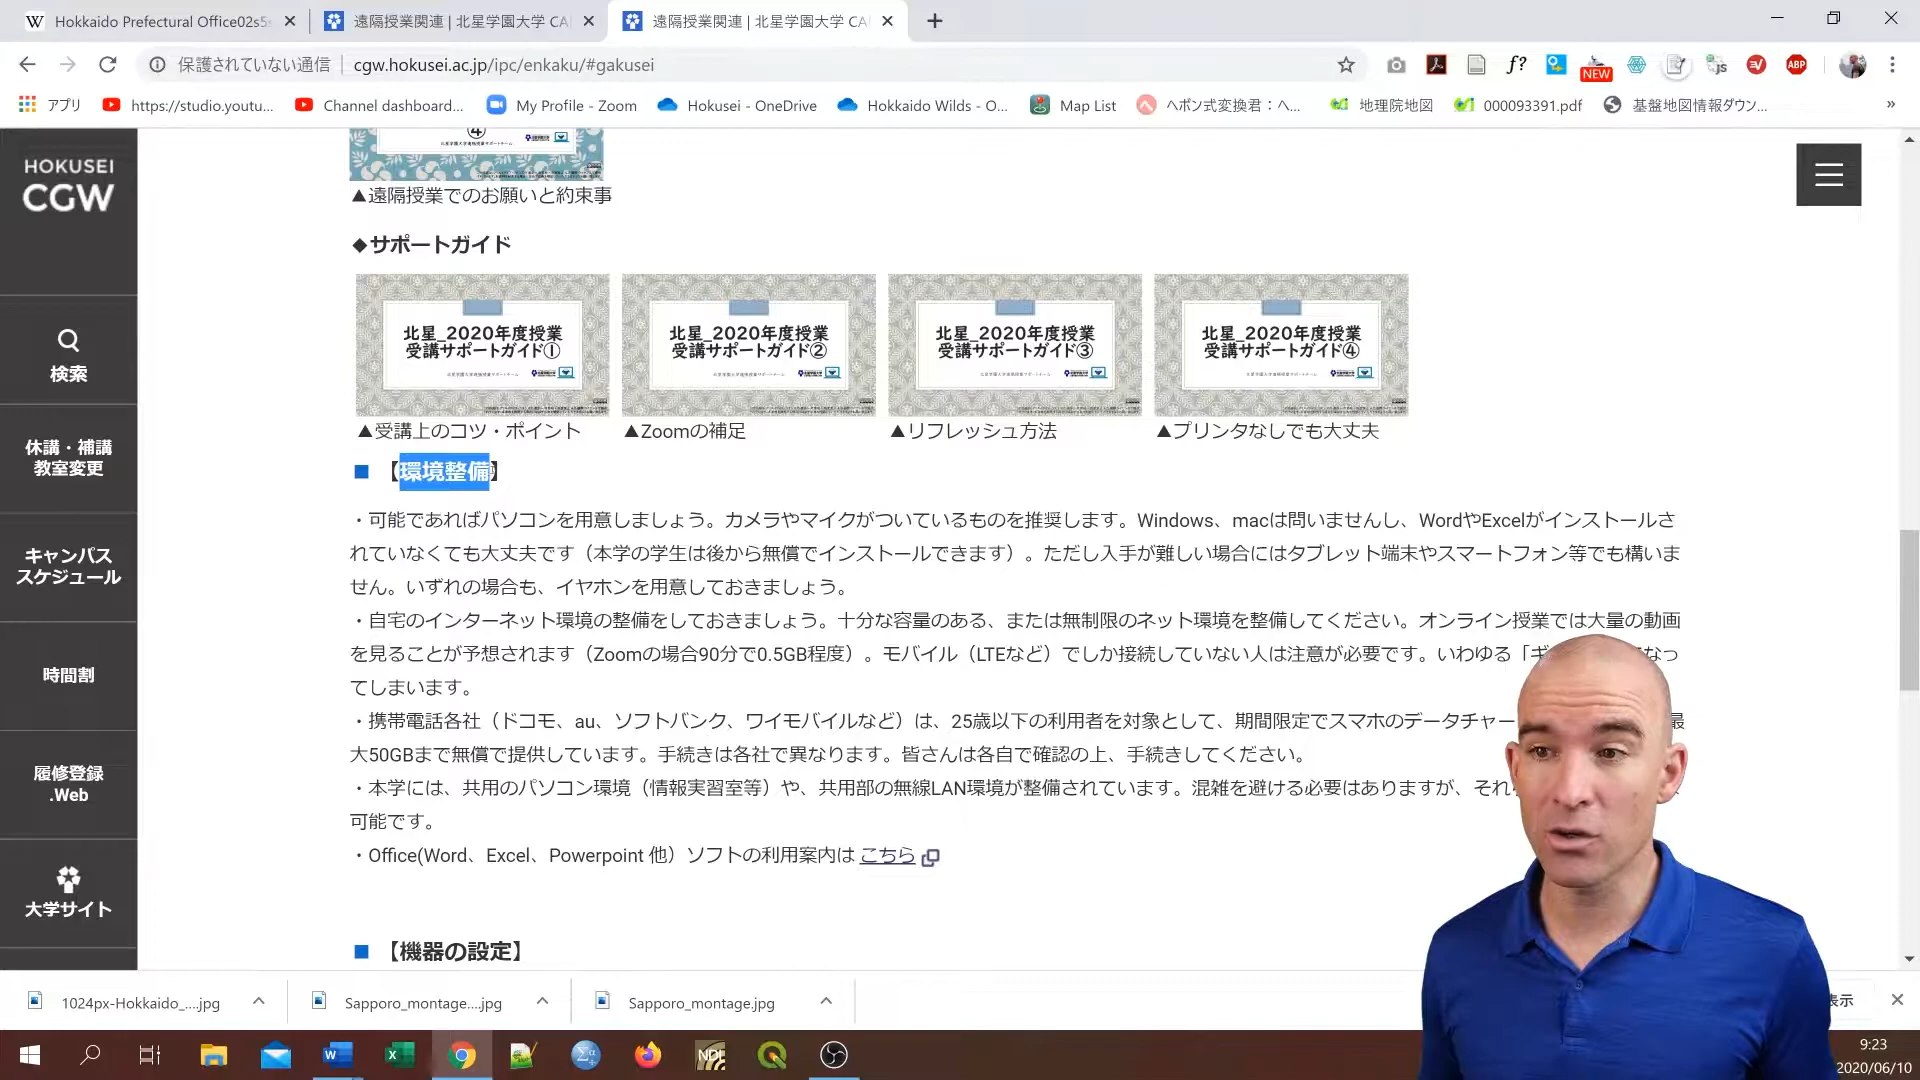 Hokkaido Prefectural Office02s5s
遠隔授業関連 | 北星学園大学 CA
遠隔授業関連 | 北星学園大学 CA
保護されていない通信
cgw.hokusei.ac.jp/ipc/enkaku/#gakusei
f?
NEW
js
ABP
アプリ
https://studio.youtu...
Channel dashboard...
My Profile - Zoom
Hokusei - OneDrive
Hokkaido Wilds - O...
Map List
ヘボン式変換君:ヘ...
地理院地図
000093391.pdf
基盤地図情報ダウン...
»
HOKUSEI
CGW
検索
休講・補講
教室変更
キャンパス
スケジュール
時間割
履修登録
.Web
大学サイト
④
▲遠隔授業でのお願いと約束事
◆サポートガイド
北星_2020年度授業
受講サポートガイド①
北星_2020年度授業
受講サポートガイド②
北星_2020年度授業
受講サポートガイド③
北星_2020年度授業
受講サポートガイド④
▲受講上のコツ・ポイント
▲Zoomの補足
▲リフレッシュ方法
▲プリンタなしでも大丈夫
【環境整備】
・可能であればパソコンを用意しましょう。カメラやマイクがついているものを推奨します。Windows、macは問いませんし、WordやExcelがインストールさ
れていなくても大丈夫です(本学の学生は後から無償でインストールできます)。ただし入手が難しい場合にはタブレット端末やスマートフォン等でも構いま
せん。いずれの場合も、イヤホンを用意しておきましょう。
・自宅のインターネット環境の整備をしておきましょう。十分な容量のある、または無制限のネット環境を整備してください。オンライン授業では大量の動画
を見ることが予想されます(Zoomの場合90分で0.5GB程度)。モバイル(LTEなど)でしか接続していない人は注意が必要です。いわゆる「ギ なっ
てしまいます。
・携帯電話各社(ドコモ、au、ソフトバンク、ワイモバイルなど)は、25歳以下の利用者を対象として、期間限定でスマホのデータチャー 最
大50GBまで無償で提供しています。手続きは各社で異なります。皆さんは各自で確認の上、手続きしてください。
・本学には、共用のパソコン環境(情報実習室等)や、共用部の無線LAN環境が整備されています。混雑を避ける必要はありますが、それ
可能です。
・Office(Word、Excel、Powerpoint 他)ソフトの利用案内は こちら
【機器の設定】
1024px-Hokkaido_....jpg
Sapporo_montage....jpg
Sapporo_montage.jpg
表示
NDL
9:23
2020/06/10